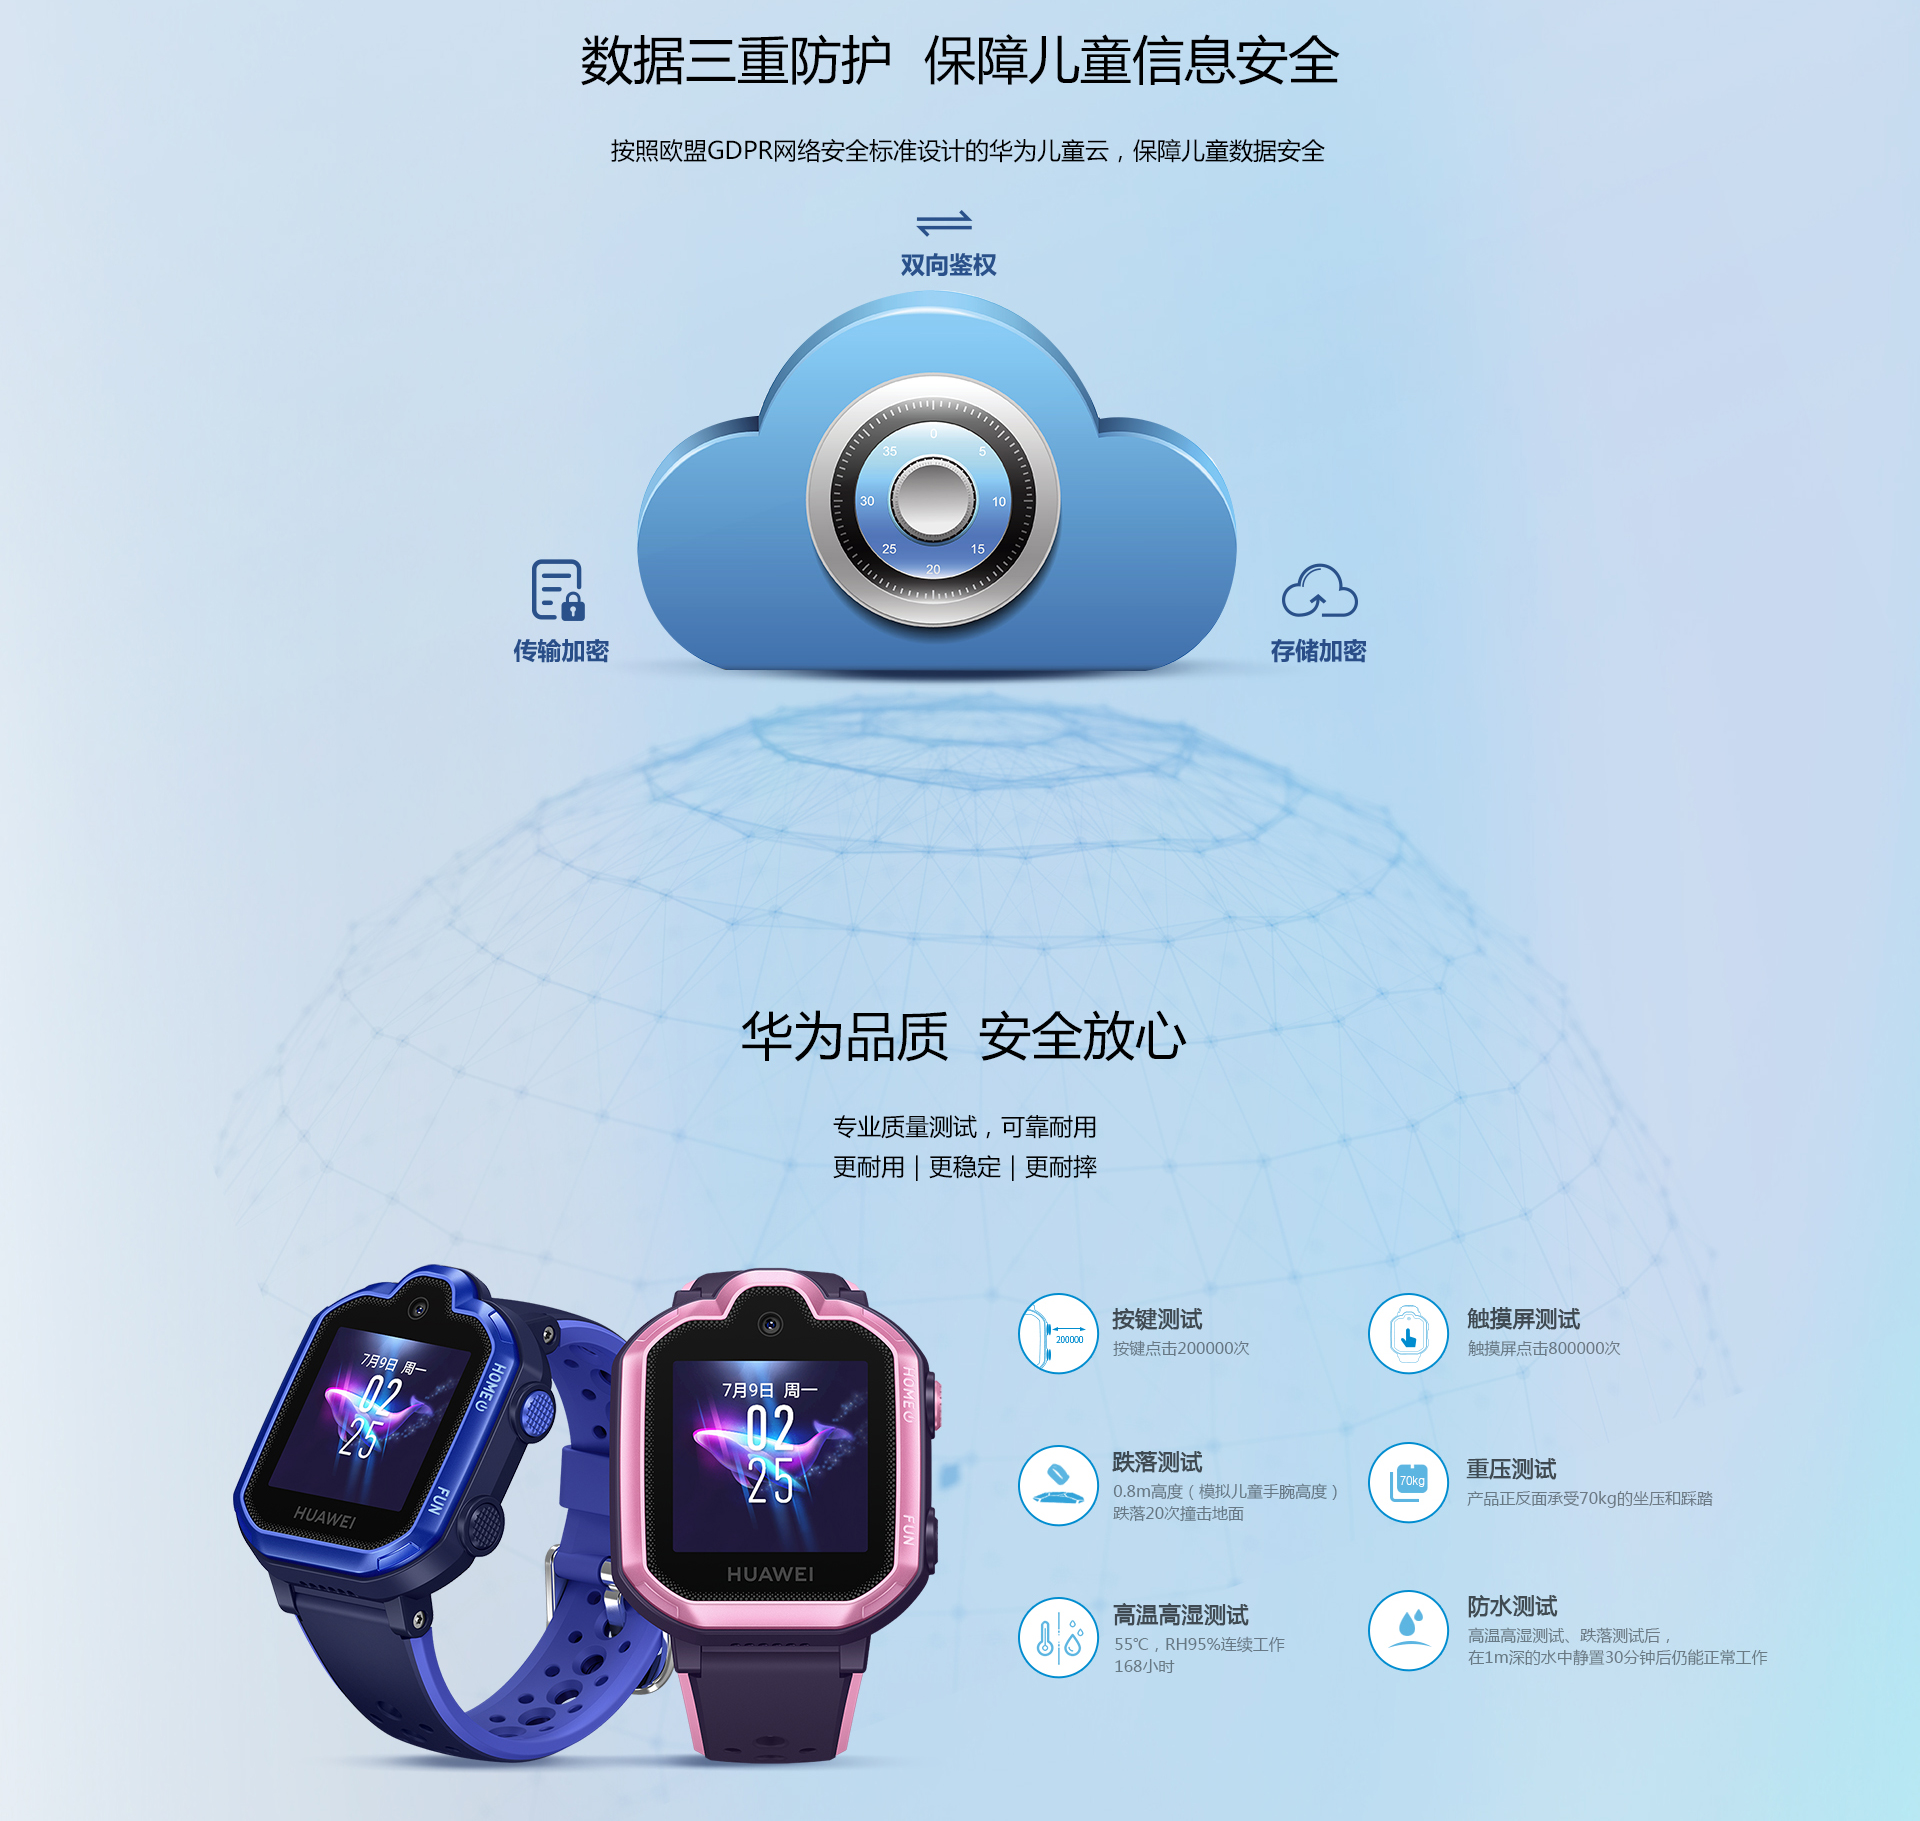 数据三重防护 保障儿童信息安全
按照欧盟GDPR网络安全标准设计的华为儿童云，保障儿童数据安全
双向鉴权
0
35
5
30
10
25
15
20
传输加密
存储加密
华为品质 安全放心
专业质量测试，可靠耐用
更耐用｜更稳定｜更耐摔
7月9日 周一
02
25
HOME
FUN
HUAWEI
7月9日 周一
02
25
HOME
FUN
HUAWEI
200000
按键测试
按键点击200000次
触摸屏测试
触摸屏点击800000次
跌落测试
0.8m高度（模拟儿童手腕高度）
跌落20次撞击地面
70kg
重压测试
产品正反面承受70kg的坐压和踩踏
高温高湿测试
55℃，RH95%连续工作
168小时
防水测试
高温高湿测试、跌落测试后，
在1m深的水中静置30分钟后仍能正常工作